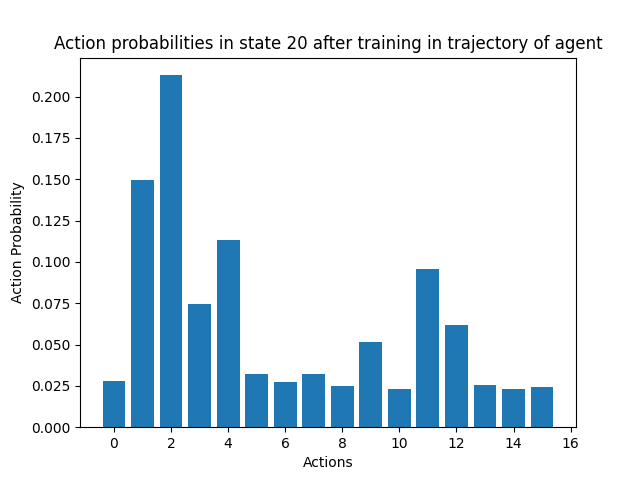 Action probabilities in state 20 after training in trajectory of agent
0.200
0.175
0.150
0.125
0.100
0.075
0.050
0.025
0.000
Action Probability
0 2 4 6 8 10 12 14 16
Actions